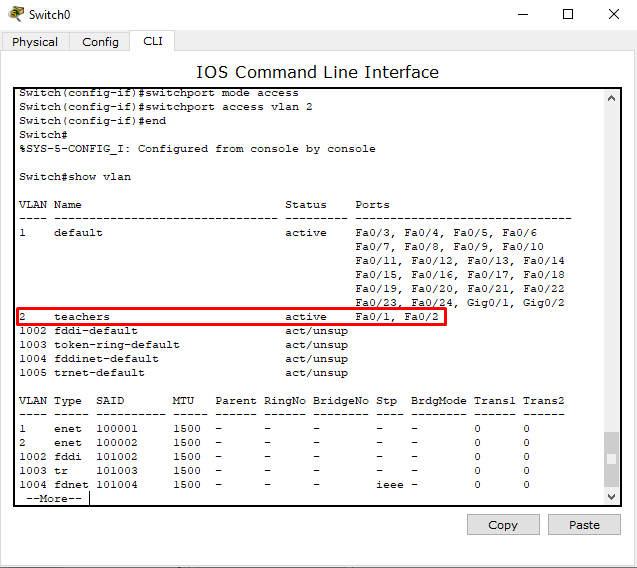 Switch0
Physical Config CLI
IOS Command Line Interface
Switch(config-if)#switchport mode access
Switch(config-if)#switchport access vlan 2
Switch(config-if)#end
Switch#
%SYS-5-CONFIG_I: Configured from console by console
Switch#show vlan
VLAN Name                             Status    Ports
---- -------------------------------- --------- -------------------------------
1    default                          active    Fa0/3, Fa0/4, Fa0/5, Fa0/6
                                                Fa0/7, Fa0/8, Fa0/9, Fa0/10
                                                Fa0/11, Fa0/12, Fa0/13, Fa0/14
                                                Fa0/15, Fa0/16, Fa0/17, Fa0/18
                                                Fa0/19, Fa0/20, Fa0/21, Fa0/22
                                                Fa0/23, Fa0/24, Gig0/1, Gig0/2
2    teachers                         active    Fa0/1, Fa0/2
1002 fddi-default                     act/unsup
1003 token-ring-default               act/unsup
1004 fddinet-default                  act/unsup
1005 trnet-default                    act/unsup
VLAN Type  SAID       MTU   Parent RingNo BridgeNo Stp  BrdgMode Trans1 Trans2
---- ----- ---------- ----- ------ ------ -------- ---- -------- ------ ------
1    enet  100001     1500  -      -      -        -    -        0      0
2    enet  100002     1500  -      -      -        -    -        0      0
1002 fddi  101002     1500  -      -      -        -    -        0      0
1003 tr    101003     1500  -      -      -        -    -        0      0
1004 fdnet 101004     1500  -      -      -        ieee -        0      0
 --More--
Copy Paste